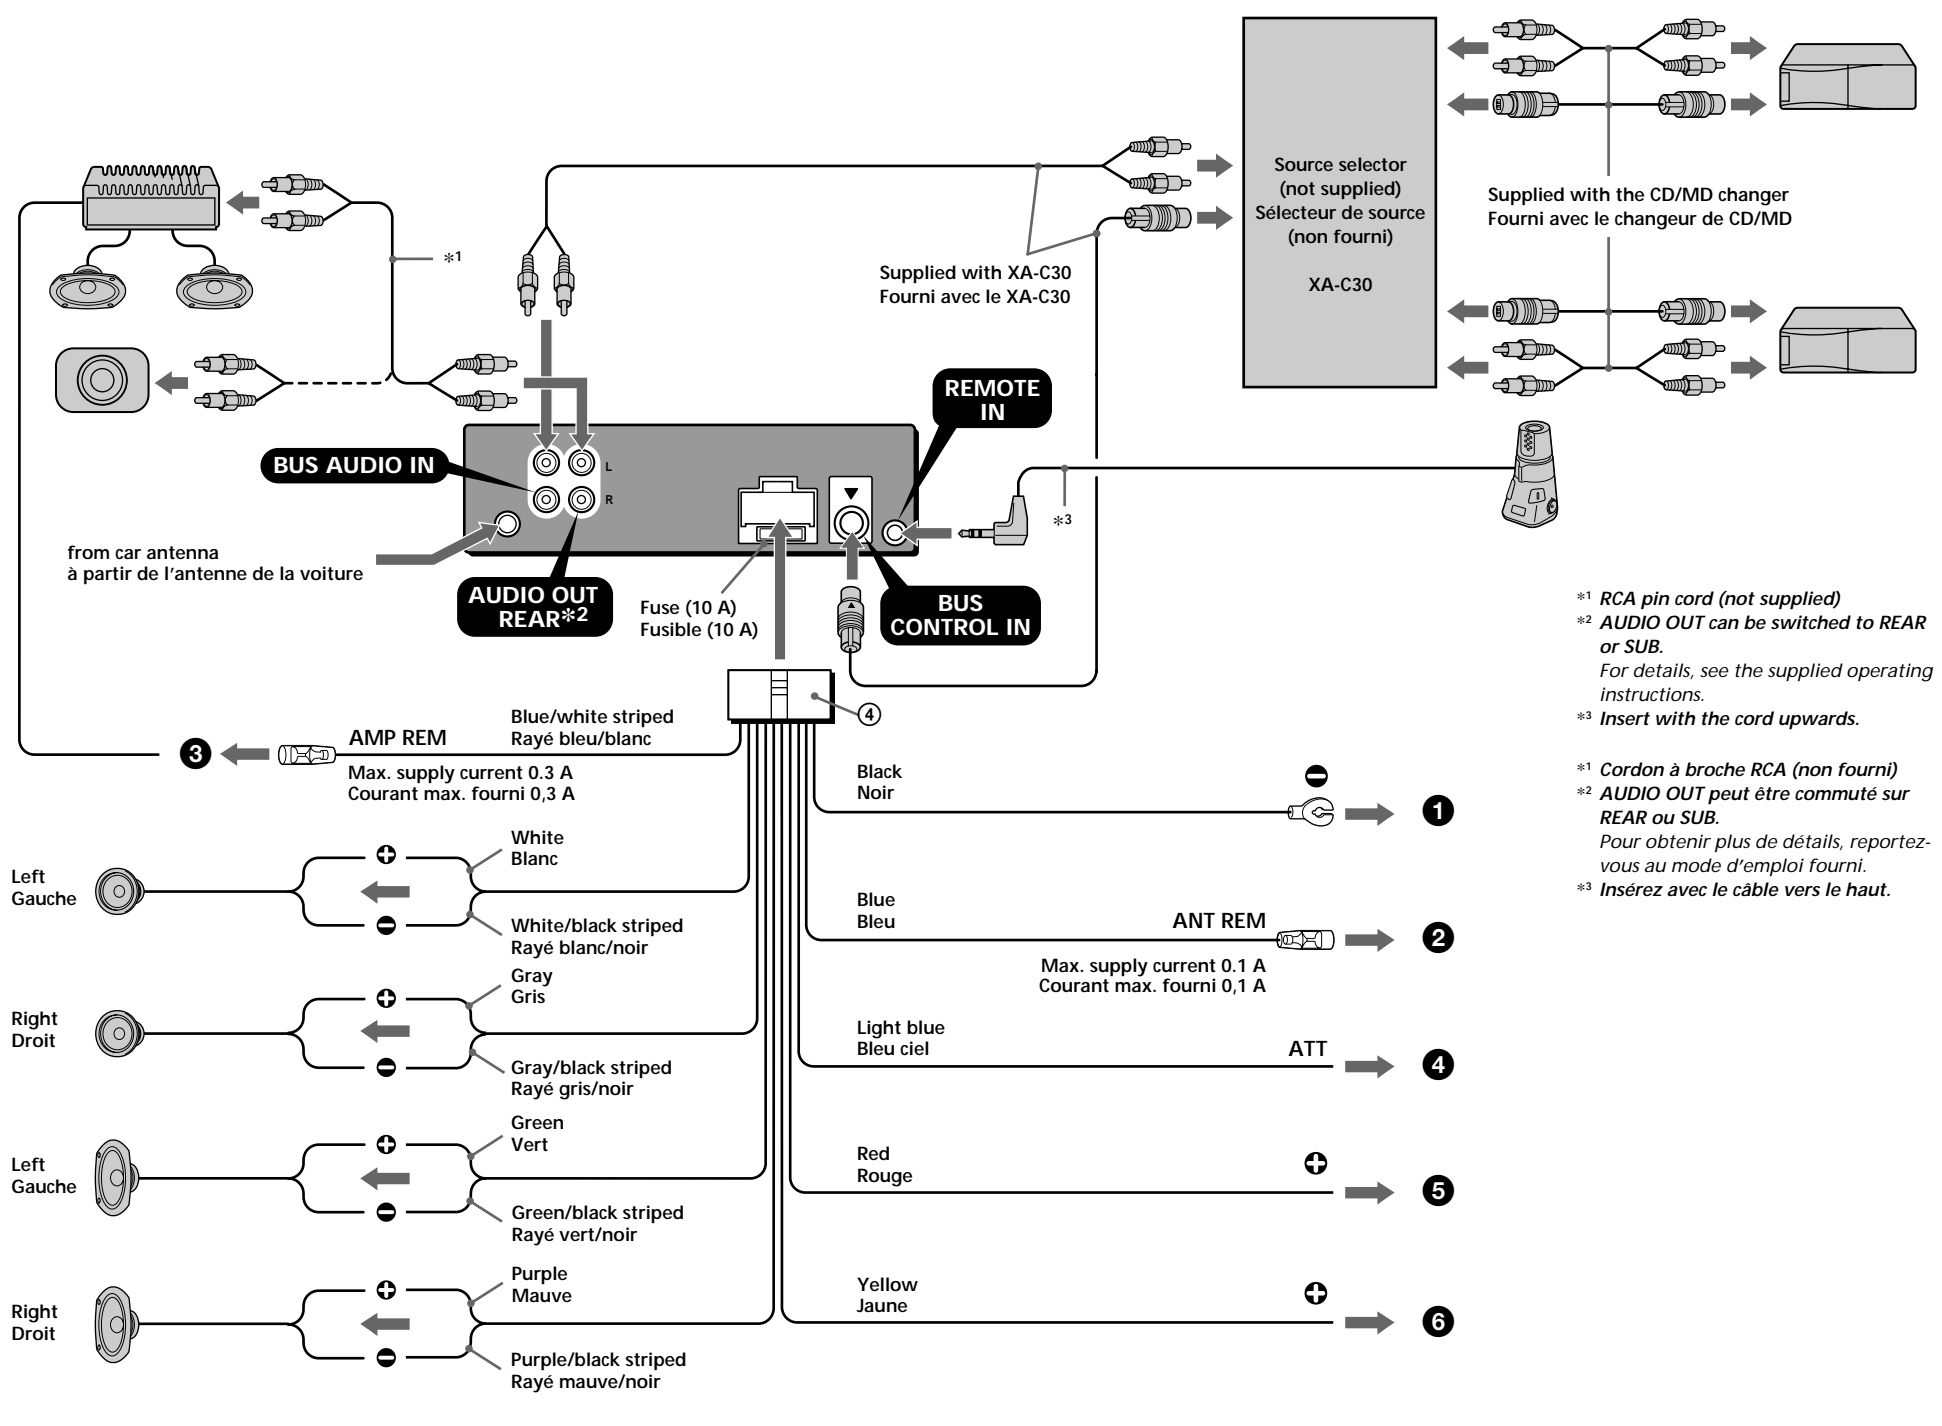 Source selector
(not supplied)
Sélecteur de source
(non fourni)
XA-C30
Supplied with the CD/MD changer
Fourni avec le changeur de CD/MD
*1
Supplied with XA-C30
Fourni avec le XA-C30
REMOTE
IN
BUS AUDIO IN
L
R
*3
from car antenna
à partir de l'antenne de la voiture
AUDIO OUT
REAR*2
Fuse (10 A)
Fusible (10 A)
BUS
CONTROL IN
*1 RCA pin cord (not supplied)
*2 AUDIO OUT can be switched to REAR
or SUB.
For details, see the supplied operating
instructions.
*3 Insert with the cord upwards.
*1 Cordon à broche RCA (non fourni)
*2 AUDIO OUT peut être commuté sur
REAR ou SUB.
Pour obtenir plus de détails, reportez-
vous au mode d'emploi fourni.
*3 Insérez avec le câble vers le haut.
④
❸
AMP REM
Blue/white striped
Rayé bleu/blanc
Max. supply current 0.3 A
Courant max. fourni 0,3 A
Black
Noir
❶
Left
Gauche
White
Blanc
White/black striped
Rayé blanc/noir
Blue
Bleu
ANT REM
❷
Max. supply current 0.1 A
Courant max. fourni 0,1 A
Right
Droit
Gray
Gris
Gray/black striped
Rayé gris/noir
Light blue
Bleu ciel
ATT
❹
Left
Gauche
Green
Vert
Green/black striped
Rayé vert/noir
Red
Rouge
❺
Right
Droit
Purple
Mauve
Purple/black striped
Rayé mauve/noir
Yellow
Jaune
❻